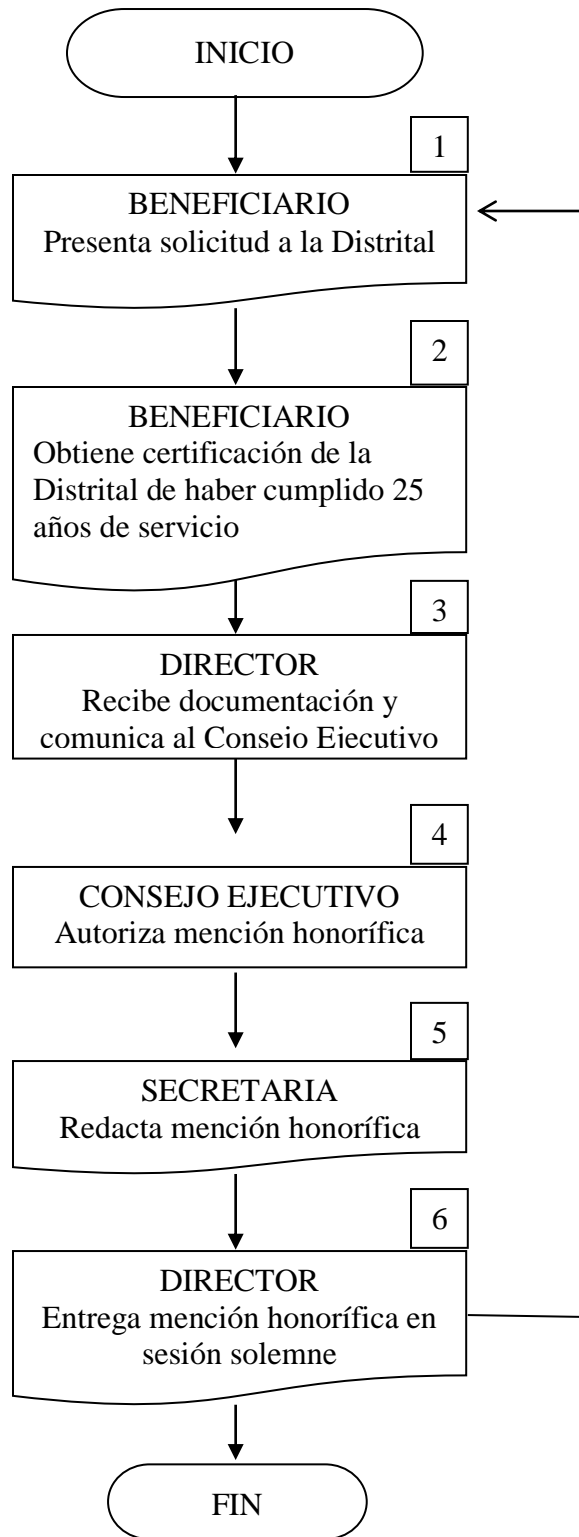 INICIO
1
BENEFICIARIO
Presenta solicitud a la Distrital
2
BENEFICIARIO
Obtiene certificación de la
Distrital de haber cumplido 25
años de servicio
3
DIRECTOR
Recibe documentación y
comunica al Consejo Ejecutivo
4
CONSEJO EJECUTIVO
Autoriza mención honorífica
5
SECRETARIA
Redacta mención honorífica
6
DIRECTOR
Entrega mención honorífica en
sesión solemne
FIN